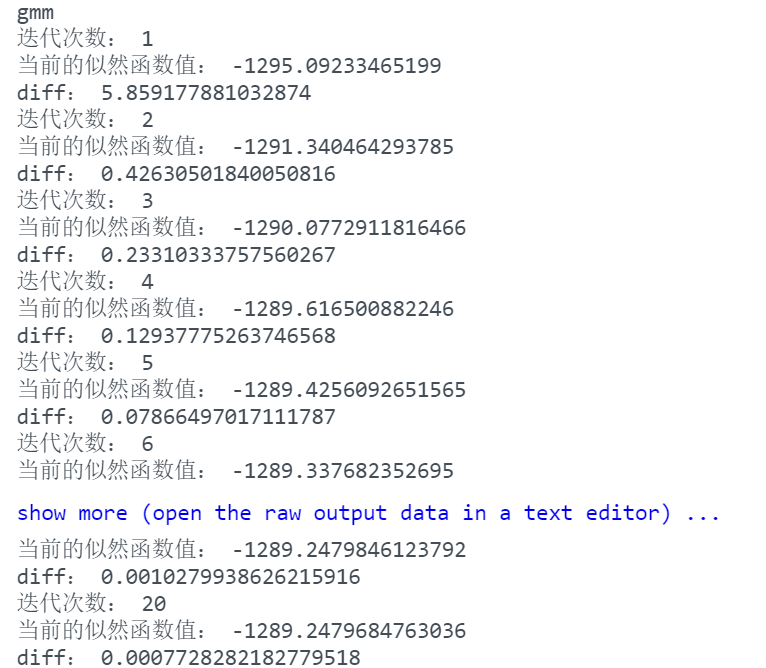 gmm
迭代次数： 1
当前的似然函数值： -1295.09233465199
diff： 5.859177881032874
迭代次数： 2
当前的似然函数值： -1291.340464293785
diff： 0.42630501840050816
迭代次数： 3
当前的似然函数值： -1290.0772911816466
diff： 0.23310333757560267
迭代次数： 4
当前的似然函数值： -1289.616500882246
diff： 0.12937775263746568
迭代次数： 5
当前的似然函数值： -1289.4256092651565
diff： 0.07866497017111787
迭代次数： 6
当前的似然函数值： -1289.337682352695
show more (open the raw output data in a text editor) ...
当前的似然函数值： -1289.2479846123792
diff： 0.0010279938626215916
迭代次数： 20
当前的似然函数值： -1289.2479684763036
diff： 0.0007728282182779518